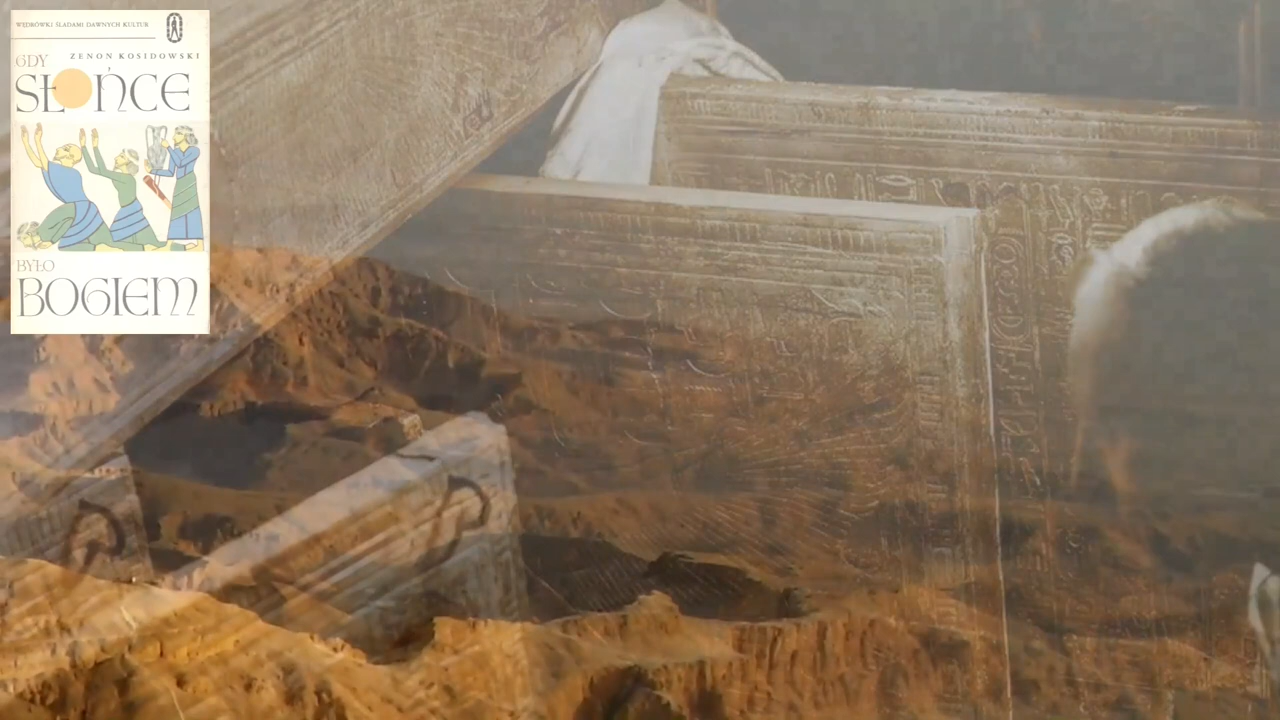 WĘDRÓWKI ŚLADAMI DAWNYCH KULTUR
ZENON KOSIDOWSKI
GDY
SŁOŃCE
BYŁO
BOGIEM